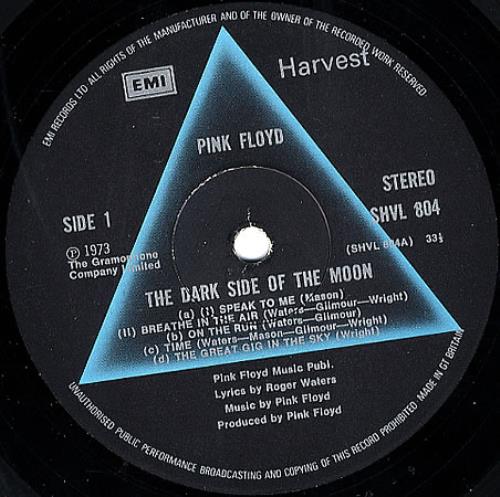 EMI RECORDS LTD ALL RIGHTS OF THE MANUFACTURER AND OF THE OWNER OF THE RECORDED WORK RESERVED
EMI
Harvest
PINK FLOYD
STEREO
SHVL 804
SIDE 1
(SHVL 804A) 33⅓
Ⓟ 1973
The Gramophone
Company Limited
THE DARK SIDE OF THE MOON
(a) (i) SPEAK TO ME (Mason)
(ii) BREATHE IN THE AIR (Waters—Gilmour—Wright)
(b) ON THE RUN (Waters—Gilmour)
(c) TIME (Waters—Mason—Gilmour—Wright)
(d) THE GREAT GIG IN THE SKY (Wright)
Pink Floyd Music Publ.
Lyrics by Roger Waters
Music by Pink Floyd
Produced by Pink Floyd
UNAUTHORISED PUBLIC PERFORMANCE BROADCASTING AND COPYING OF THIS RECORD PROHIBITED MADE IN GT BRITAIN